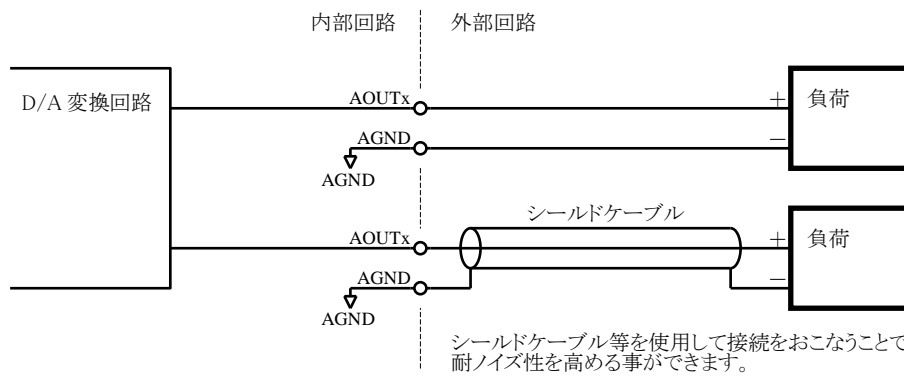 内部回路
外部回路
D/A 変換回路
AOUTx
+
負荷
AGND
−
AGND
シールドケーブル
AOUTx
+
負荷
AGND
−
AGND
シールドケーブル等を使用して接続をおこなうことで
耐ノイズ性を高める事ができます。